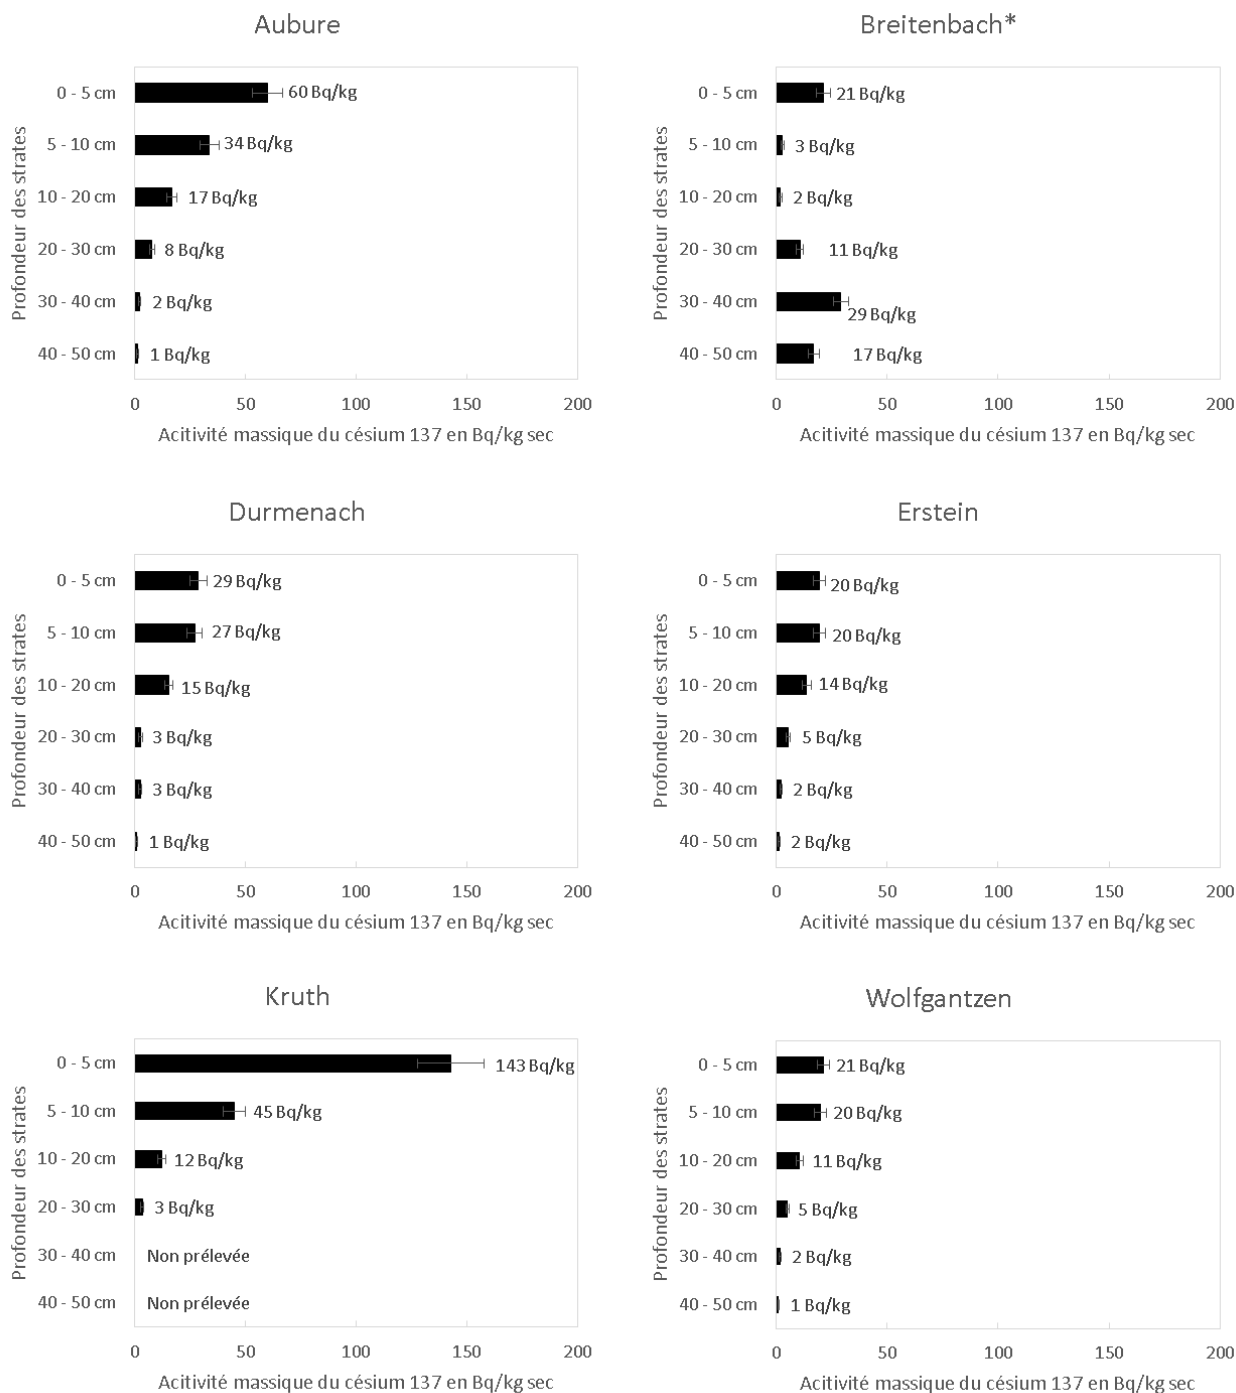 Aubure
Profondeur des strates
0 - 5 cm 60 Bq/kg
5 - 10 cm 34 Bq/kg
10 - 20 cm 17 Bq/kg
20 - 30 cm 8 Bq/kg
30 - 40 cm 2 Bq/kg
40 - 50 cm 1 Bq/kg
0 50 100 150 200
Acitivité massique du césium 137 en Bq/kg sec
Breitenbach*
Profondeur des strates
0 - 5 cm 21 Bq/kg
5 - 10 cm 3 Bq/kg
10 - 20 cm 2 Bq/kg
20 - 30 cm 11 Bq/kg
30 - 40 cm 29 Bq/kg
40 - 50 cm 17 Bq/kg
0 50 100 150 200
Acitivité massique du césium 137 en Bq/kg sec
Durmenach
Profondeur des strates
0 - 5 cm 29 Bq/kg
5 - 10 cm 27 Bq/kg
10 - 20 cm 15 Bq/kg
20 - 30 cm 3 Bq/kg
30 - 40 cm 3 Bq/kg
40 - 50 cm 1 Bq/kg
0 50 100 150 200
Acitivité massique du césium 137 en Bq/kg sec
Erstein
Profondeur des strates
0 - 5 cm 20 Bq/kg
5 - 10 cm 20 Bq/kg
10 - 20 cm 14 Bq/kg
20 - 30 cm 5 Bq/kg
30 - 40 cm 2 Bq/kg
40 - 50 cm 2 Bq/kg
0 50 100 150 200
Acitivité massique du césium 137 en Bq/kg sec
Kruth
Profondeur des strates
0 - 5 cm 143 Bq/kg
5 - 10 cm 45 Bq/kg
10 - 20 cm 12 Bq/kg
20 - 30 cm 3 Bq/kg
30 - 40 cm Non prélevée
40 - 50 cm Non prélevée
0 50 100 150 200
Acitivité massique du césium 137 en Bq/kg sec
Wolfgantzen
Profondeur des strates
0 - 5 cm 21 Bq/kg
5 - 10 cm 20 Bq/kg
10 - 20 cm 11 Bq/kg
20 - 30 cm 5 Bq/kg
30 - 40 cm 2 Bq/kg
40 - 50 cm 1 Bq/kg
0 50 100 150 200
Acitivité massique du césium 137 en Bq/kg sec